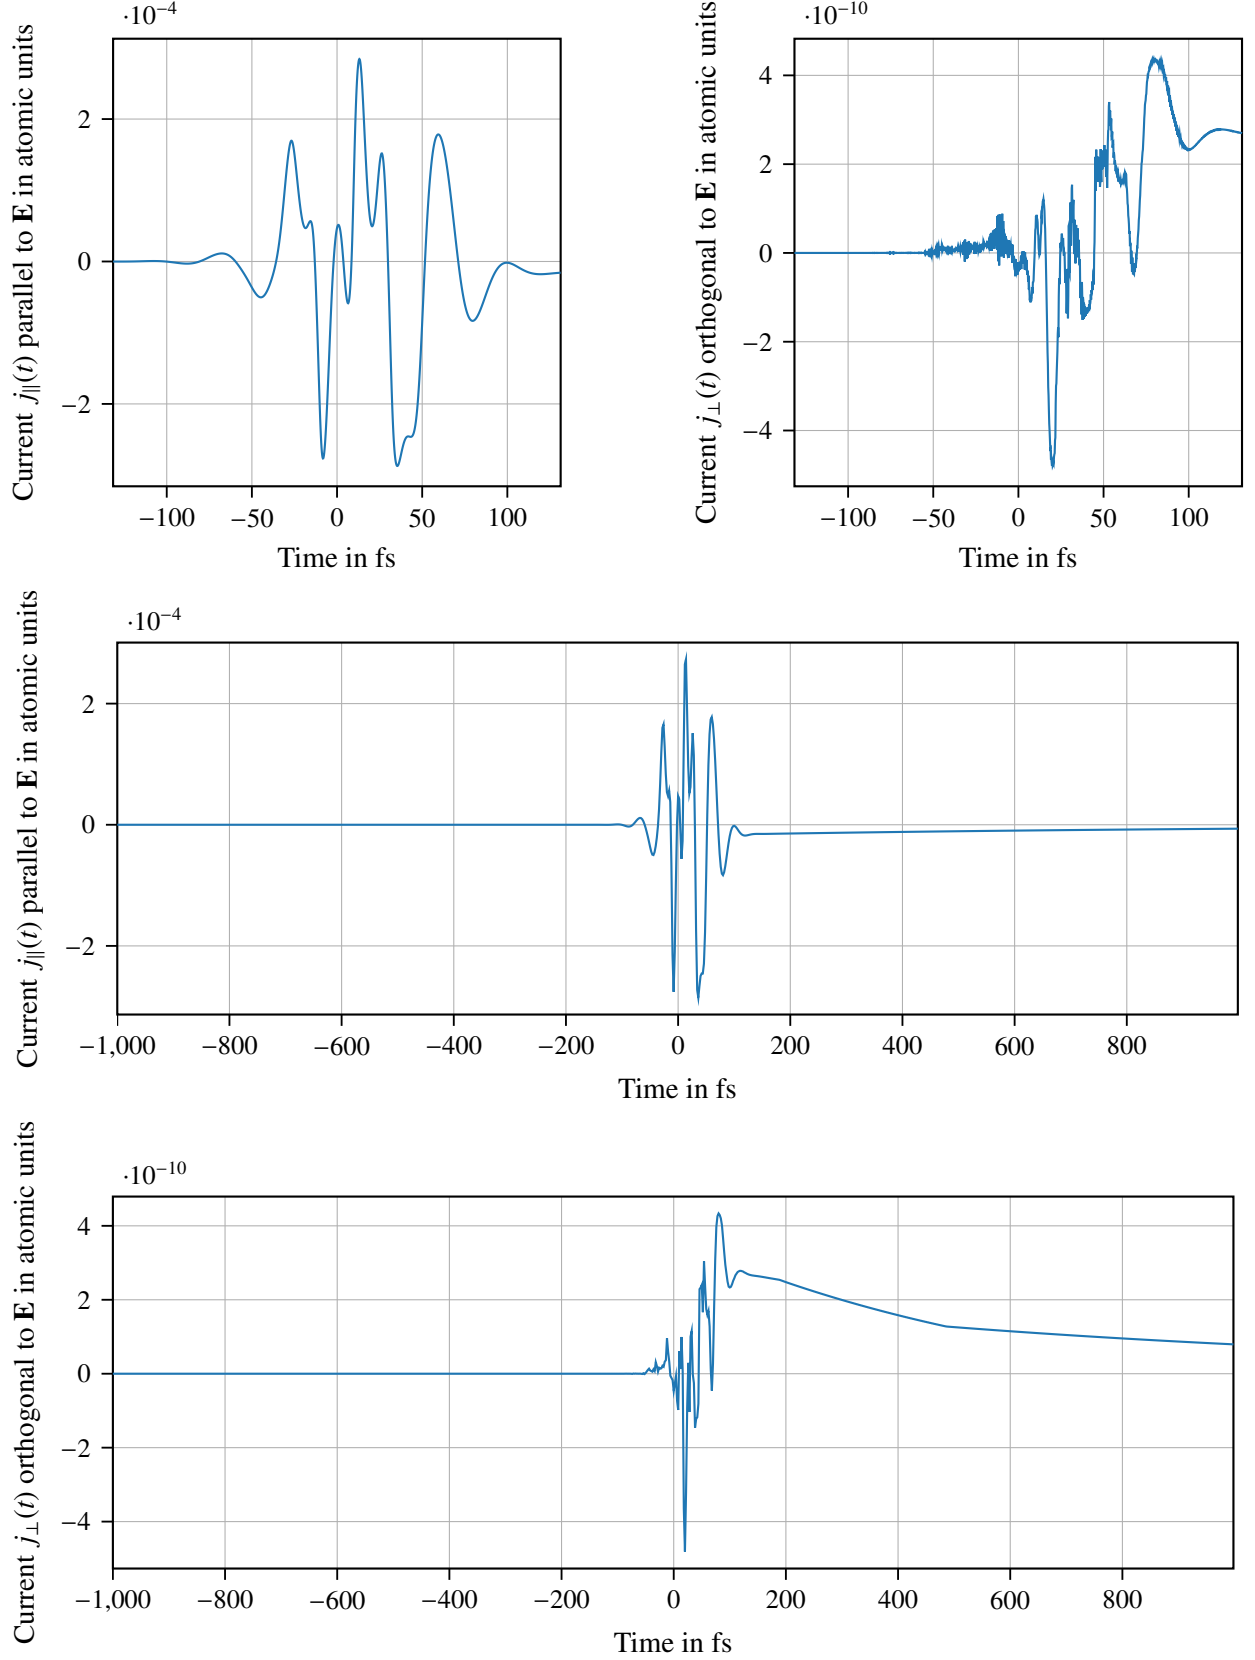 ·10⁻⁴
Current j∥(t) parallel to E in atomic units
2
0
−2
−100 −50 0 50 100
Time in fs
·10⁻¹⁰
Current j⊥(t) orthogonal to E in atomic units
4
2
0
−2
−4
−100 −50 0 50 100
Time in fs
·10⁻⁴
Current j∥(t) parallel to E in atomic units
2
0
−2
−1,000 −800 −600 −400 −200 0 200 400 600 800
Time in fs
·10⁻¹⁰
Current j⊥(t) orthogonal to E in atomic units
4
2
0
−2
−4
−1,000 −800 −600 −400 −200 0 200 400 600 800
Time in fs